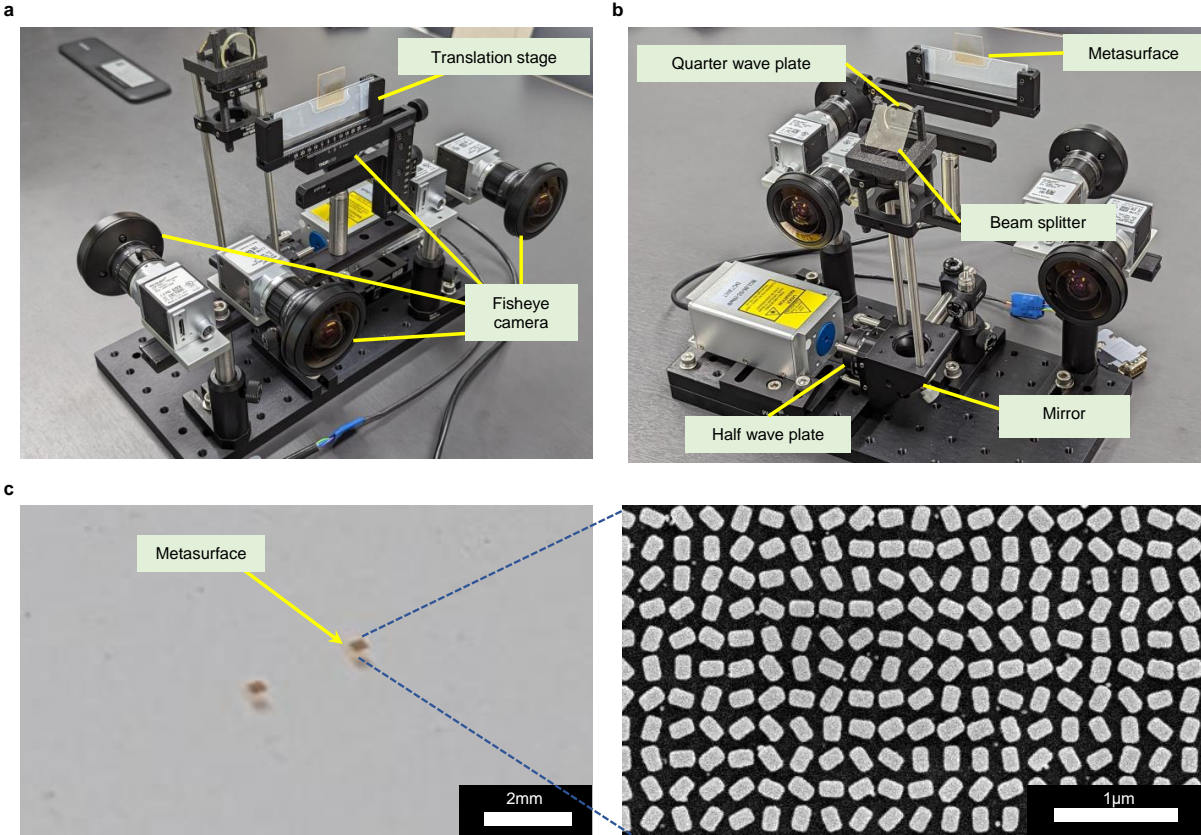 a
b
Translation stage
Fisheye
camera
Quarter wave plate
Metasurface
Beam splitter
Mirror
Half wave plate
c
Metasurface
2mm
1µm